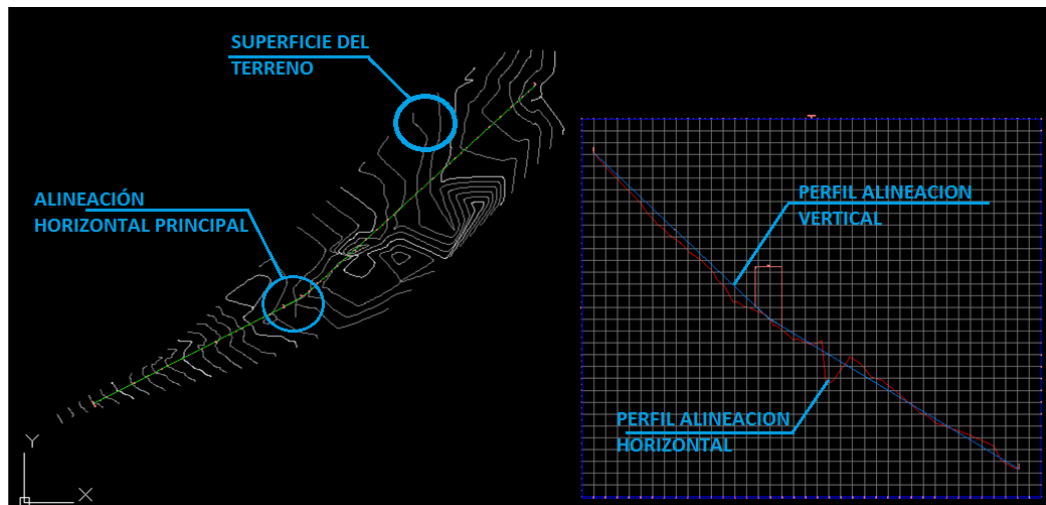 SUPERFICIE DEL
TERRENO
ALINEACIÓN
HORIZONTAL PRINCIPAL
Y
X
PERFIL ALINEACION
VERTICAL
PERFIL ALINEACION
HORIZONTAL